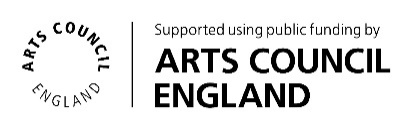 ARTS COUNCIL
ENGLAND
Supported using public funding by
ARTS COUNCIL
ENGLAND